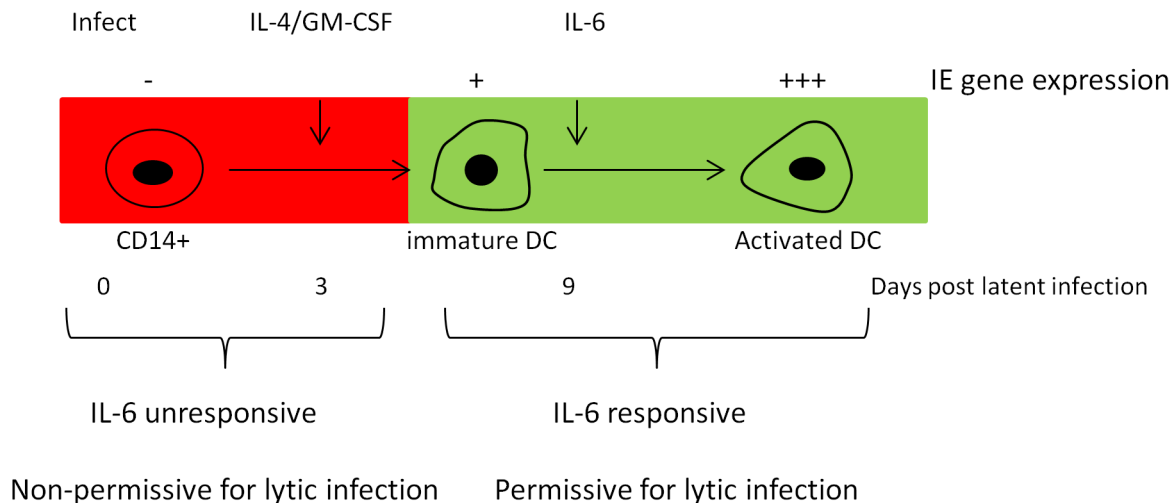 Infect IL-4/GM-CSF IL-6
- + +++ IE gene expression
CD14+ immature DC Activated DC
0 3 9 Days post latent infection
IL-6 unresponsive IL-6 responsive
Non-permissive for lytic infection Permissive for lytic infection